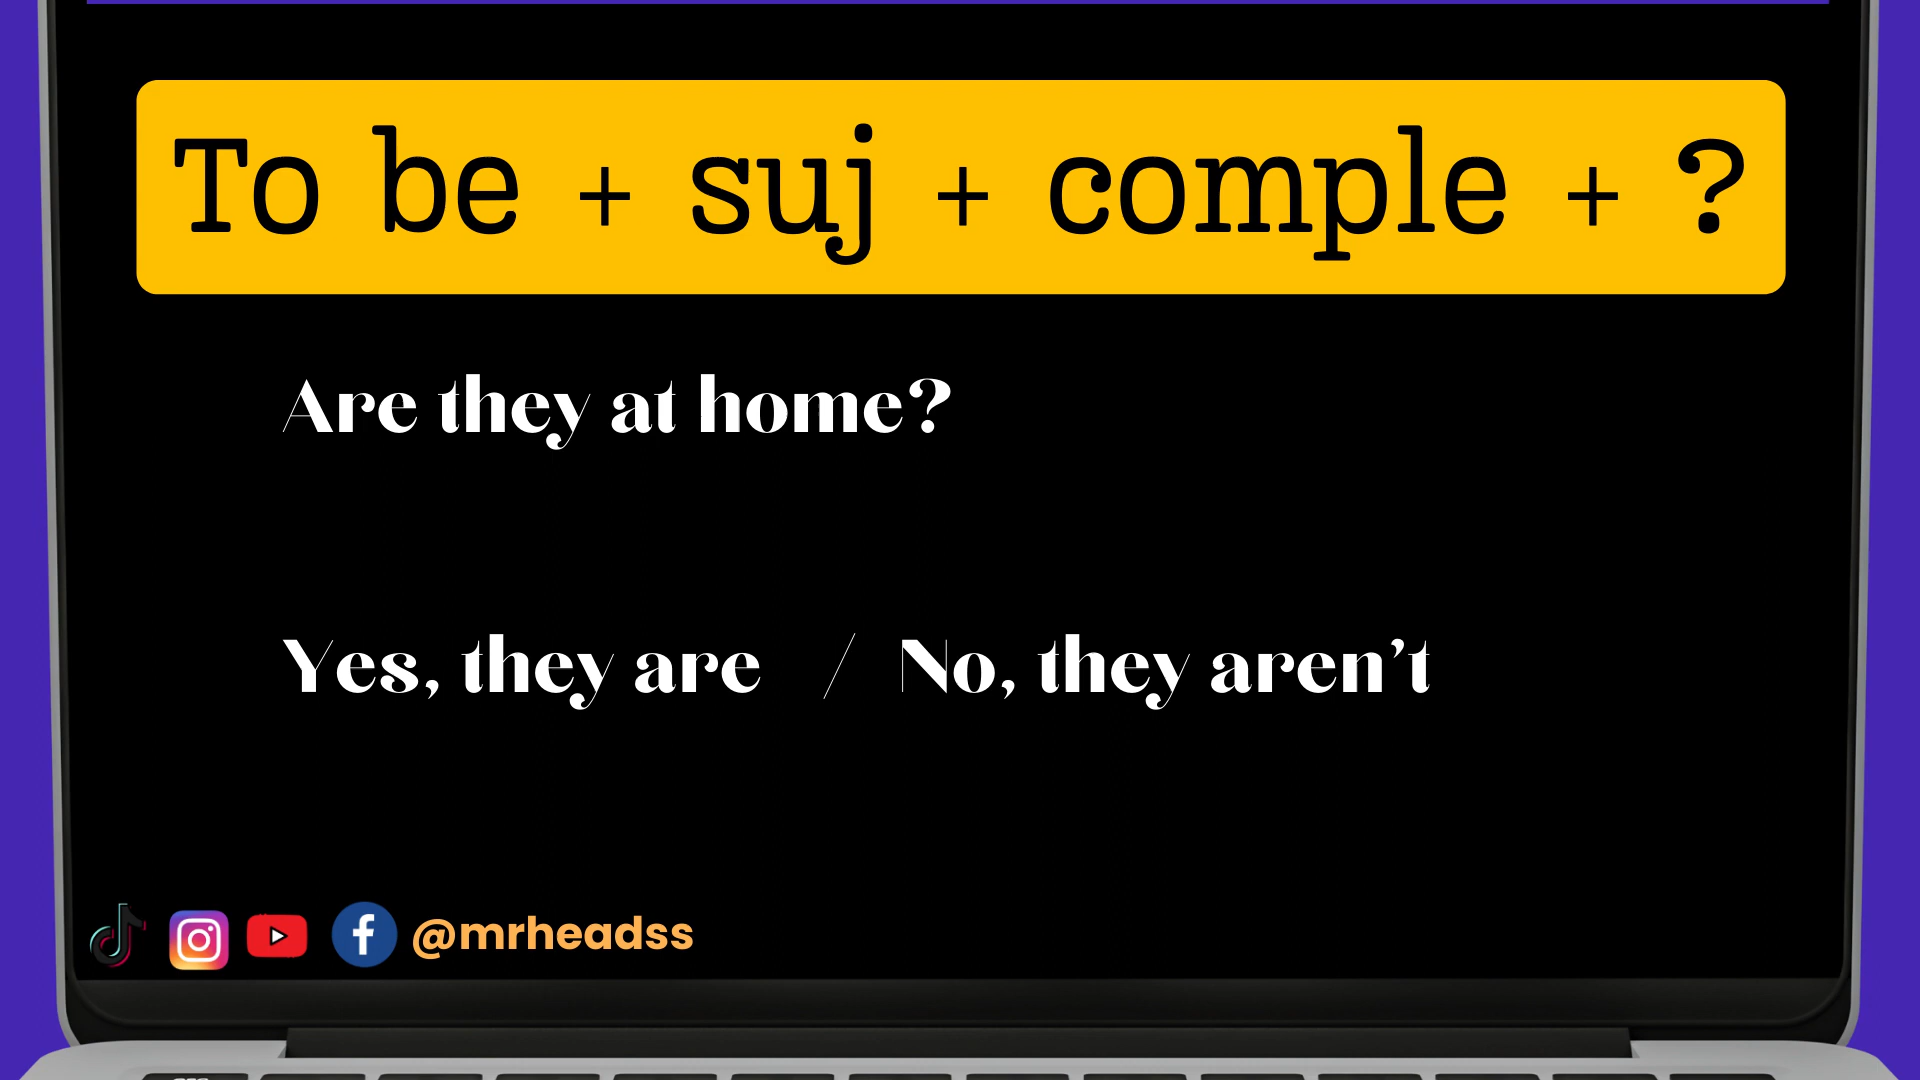 To be + suj + comple + ?
Are they at home?
Yes, they are / No, they aren’t
@mrheadss